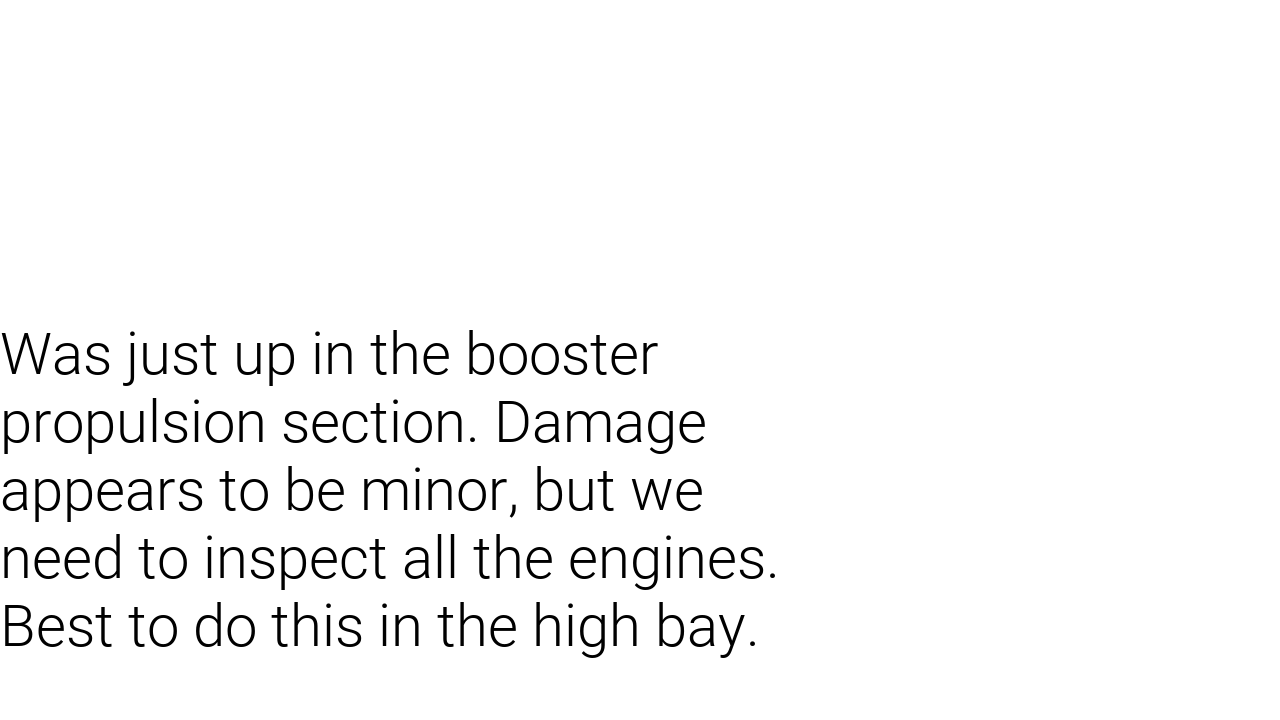 Was just up in the booster
propulsion section. Damage
appears to be minor, but we
need to inspect all the engines.
Best to do this in the high bay.